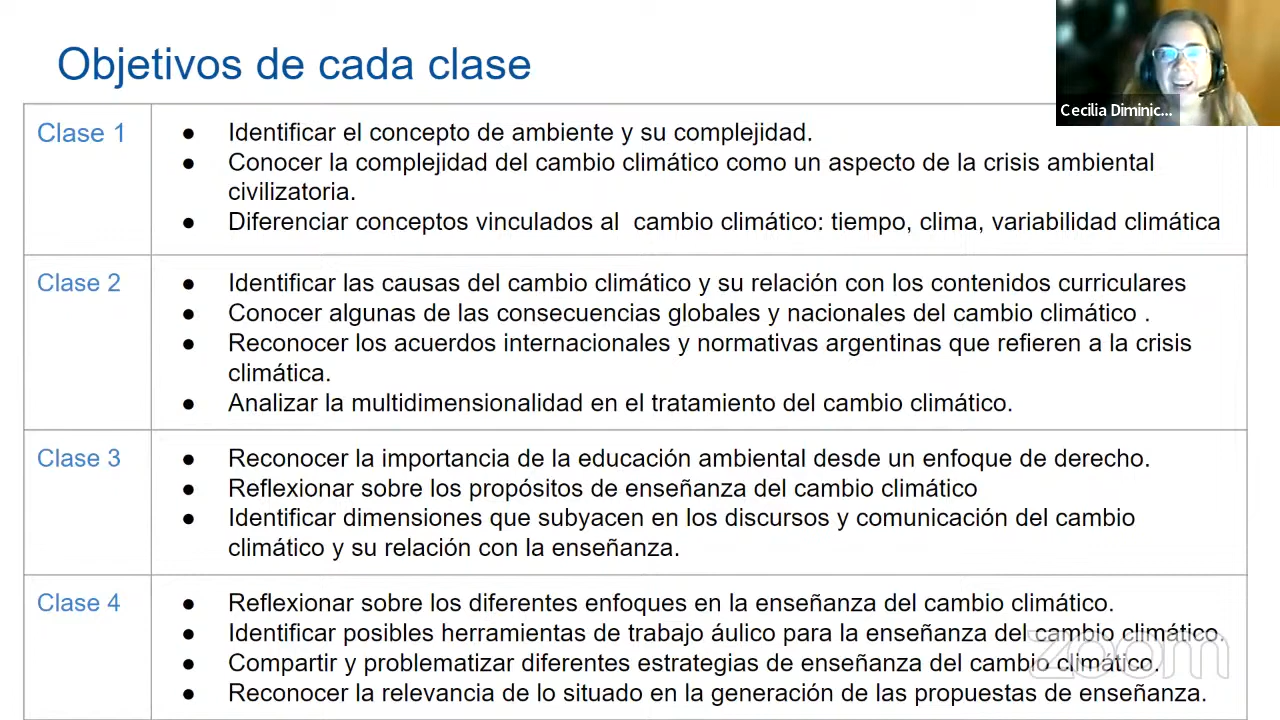 Objetivos de cada clase
Cecilia Diminic...
Clase 1
● Identificar el concepto de ambiente y su complejidad.
● Conocer la complejidad del cambio climático como un aspecto de la crisis ambiental
civilizatoria.
● Diferenciar conceptos vinculados al  cambio climático: tiempo, clima, variabilidad climática
Clase 2
● Identificar las causas del cambio climático y su relación con los contenidos curriculares
● Conocer algunas de las consecuencias globales y nacionales del cambio climático .
● Reconocer los acuerdos internacionales y normativas argentinas que refieren a la crisis
climática.
● Analizar la multidimensionalidad en el tratamiento del cambio climático.
Clase 3
● Reconocer la importancia de la educación ambiental desde un enfoque de derecho.
● Reflexionar sobre los propósitos de enseñanza del cambio climático
● Identificar dimensiones que subyacen en los discursos y comunicación del cambio
climático y su relación con la enseñanza.
Clase 4
● Reflexionar sobre los diferentes enfoques en la enseñanza del cambio climático.
● Identificar posibles herramientas de trabajo áulico para la enseñanza del cambio climático.
● Compartir y problematizar diferentes estrategias de enseñanza del cambio climático.
● Reconocer la relevancia de lo situado en la generación de las propuestas de enseñanza.
zoom